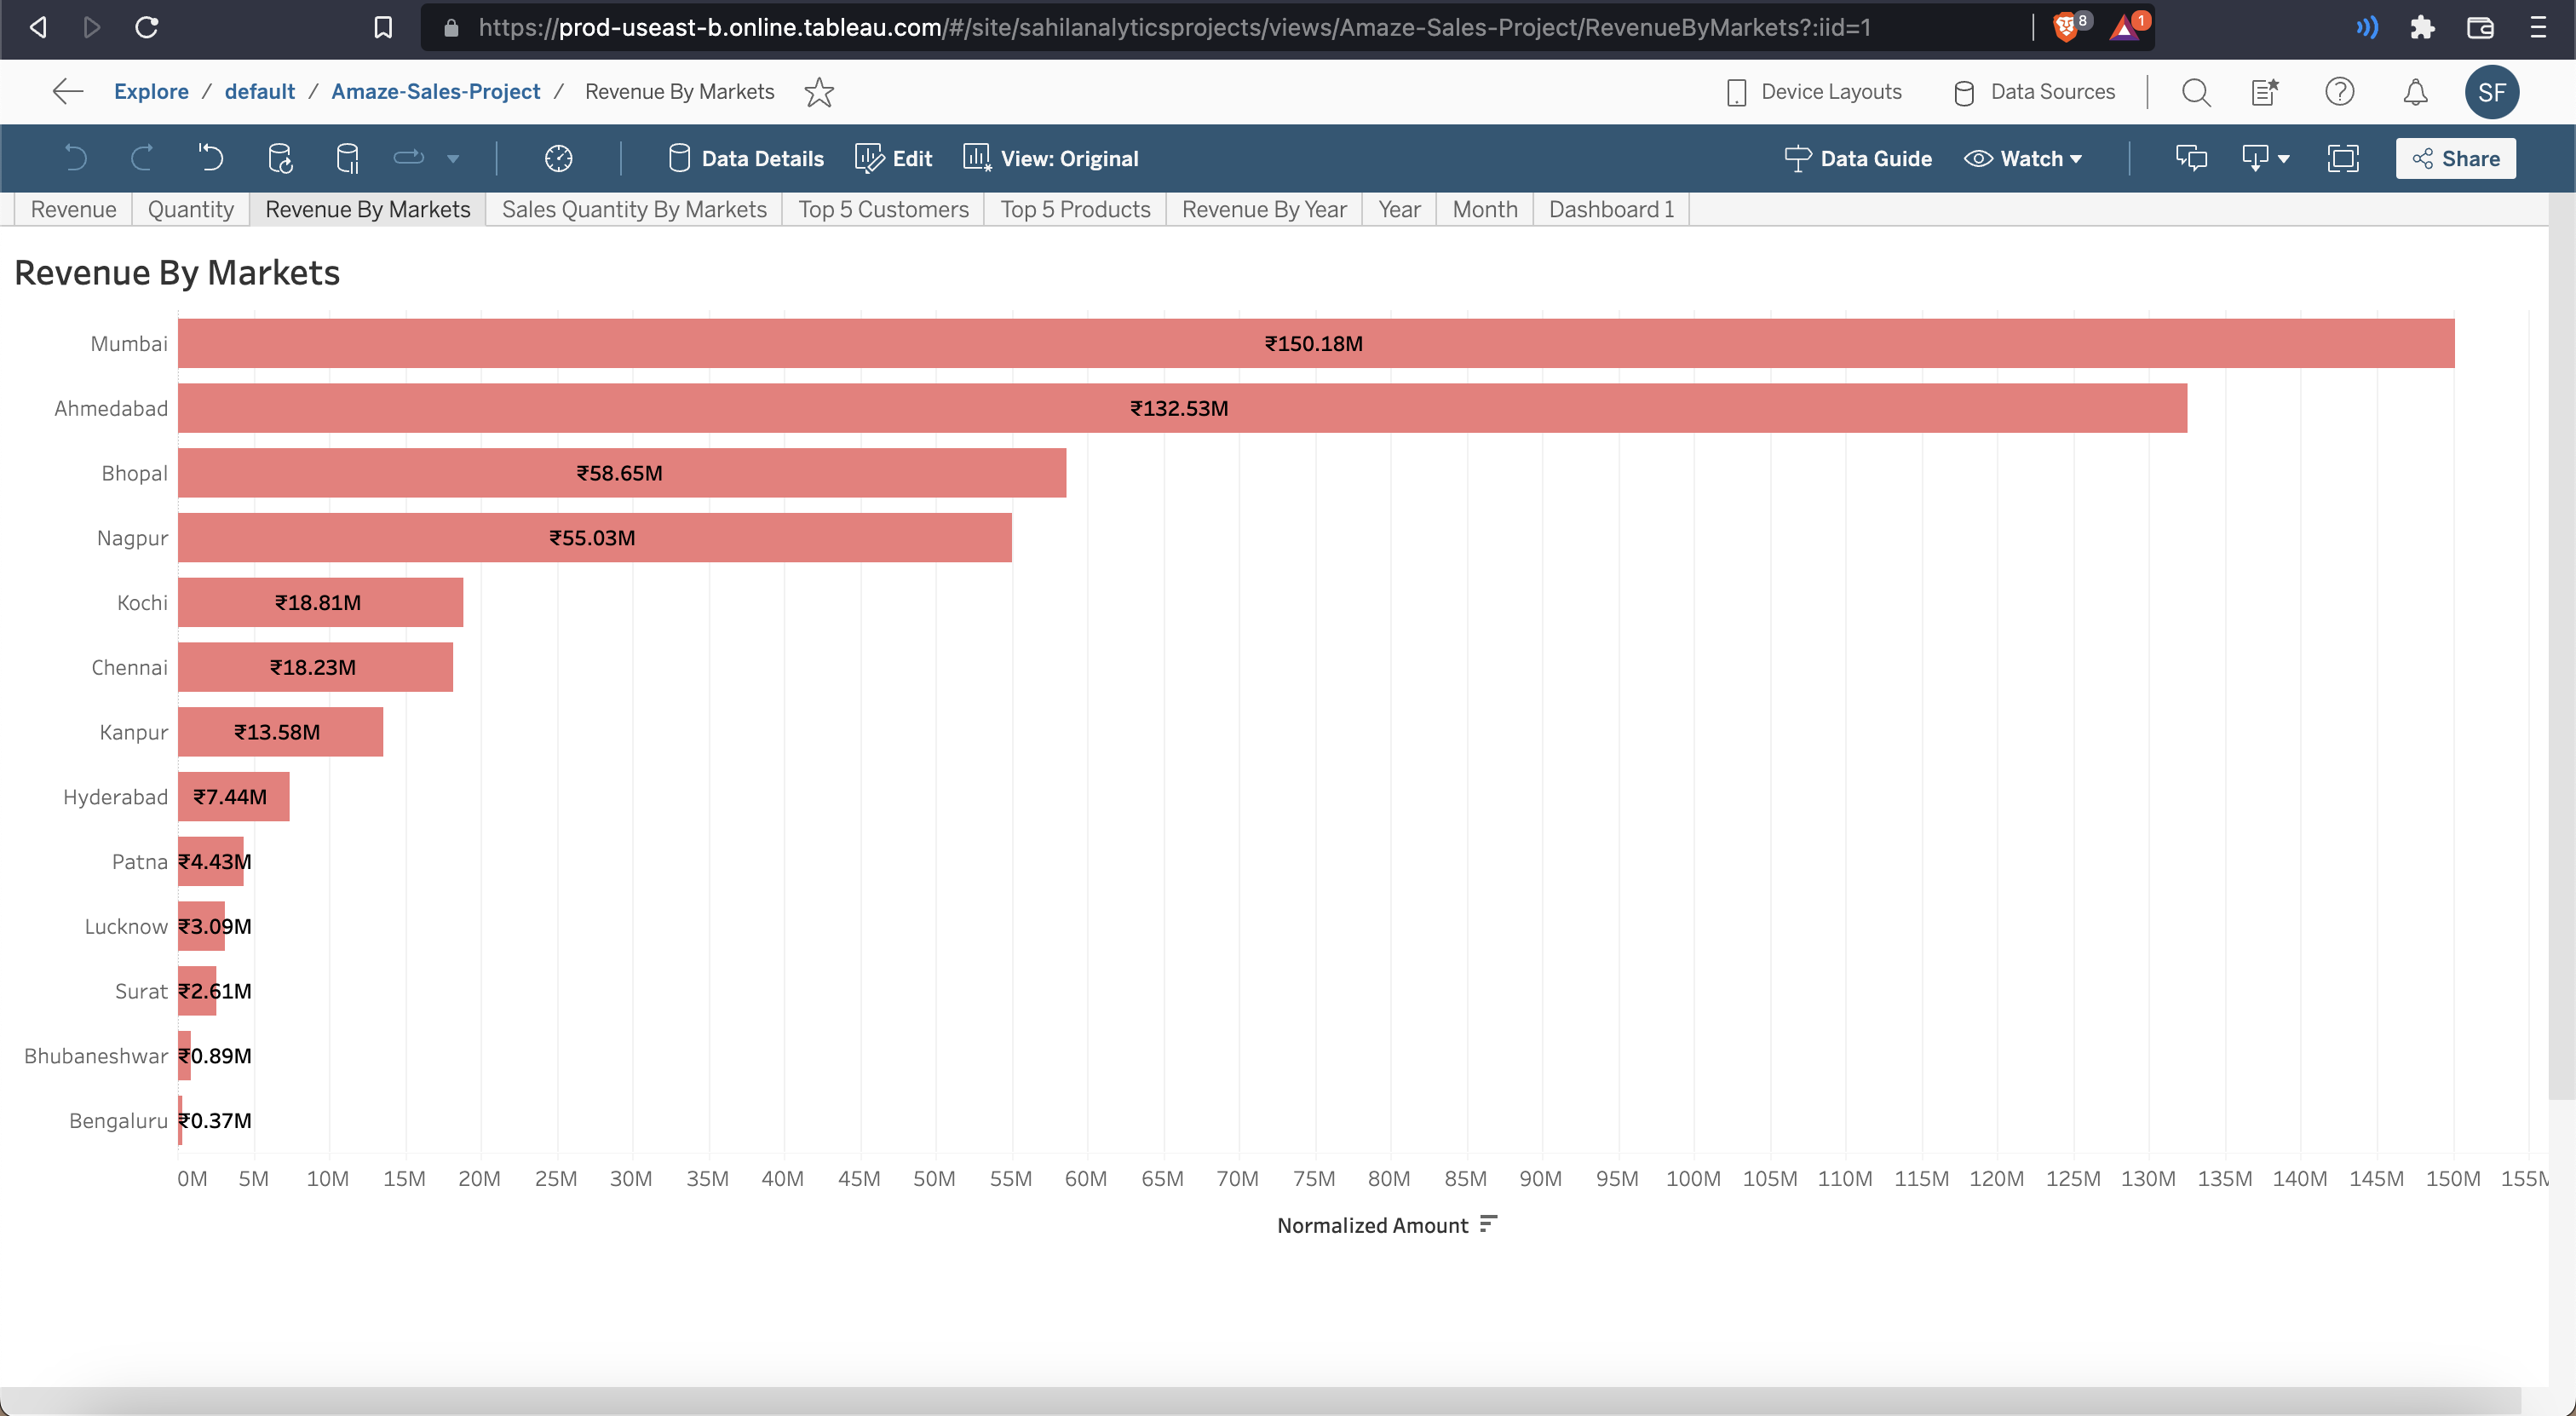 https://prod-useast-b.online.tableau.com/#/site/sahilanalyticsprojects/views/Amaze-Sales-Project/RevenueByMarkets?:iid=1 8 1
Explore / default / Amaze-Sales-Project / Revenue By Markets Device Layouts Data Sources SF
Data Details Edit View: Original Data Guide Watch Share
Revenue Quantity Revenue By Markets Sales Quantity By Markets Top 5 Customers Top 5 Products Revenue By Year Year Month Dashboard 1
Revenue By Markets
Mumbai ₹150.18M
Ahmedabad ₹132.53M
Bhopal ₹58.65M
Nagpur ₹55.03M
Kochi ₹18.81M
Chennai ₹18.23M
Kanpur ₹13.58M
Hyderabad ₹7.44M
Patna ₹4.43M
Lucknow ₹3.09M
Surat ₹2.61M
Bhubaneshwar ₹0.89M
Bengaluru ₹0.37M
0M 5M 10M 15M 20M 25M 30M 35M 40M 45M 50M 55M 60M 65M 70M 75M 80M 85M 90M 95M 100M 105M 110M 115M 120M 125M 130M 135M 140M 145M 150M 155M
Normalized Amount